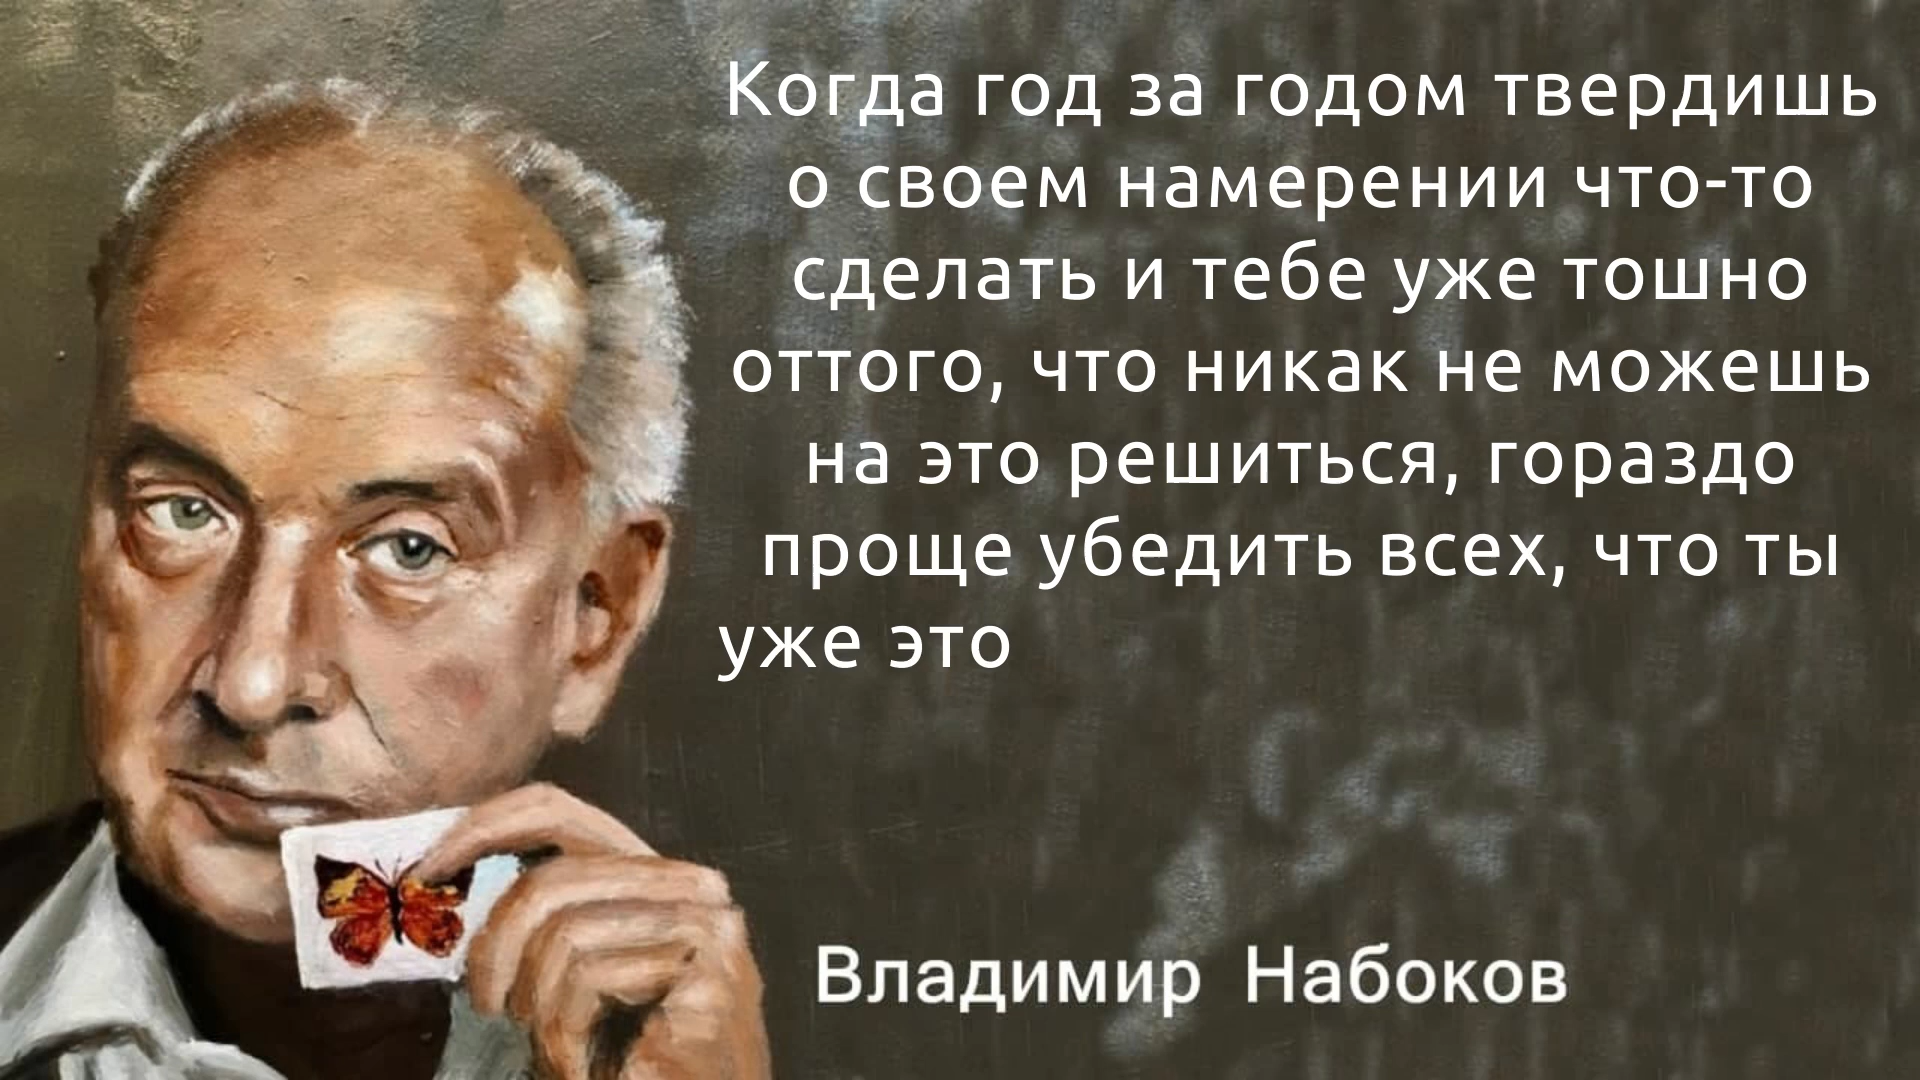 Когда год за годом твердишь
о своем намерении что-то
сделать и тебе уже тошно
оттого, что никак не можешь
на это решиться, гораздо
проще убедить всех, что ты
уже это
Владимир Набоков